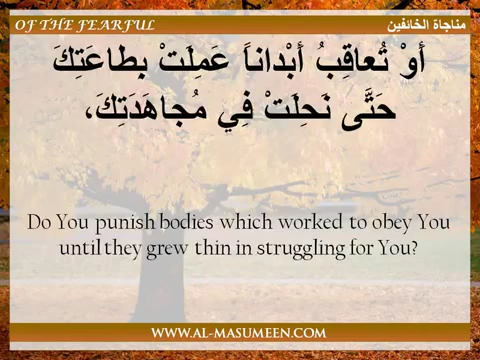 OF THE FEARFUL
مناجاة الخائفين
أَوْ تُعاقِبُ أَبْداناً عَمِلَتْ بِطاعَتِكَ
حَتَّى نَحِلَتْ فِي مُجاهَدَتِكَ،
Do You punish bodies which worked to obey You
until they grew thin in struggling for You?
WWW.AL-MASUMEEN.COM